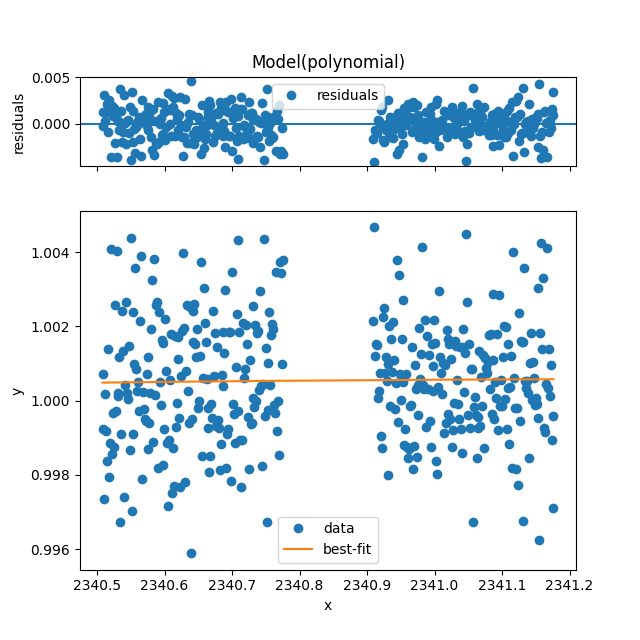 Model(polynomial)
0.005
0.000
residuals
residuals
1.004
1.002
1.000
0.998
0.996
y
data
best-fit
2340.5 2340.6 2340.7 2340.8 2340.9 2341.0 2341.1 2341.2
x